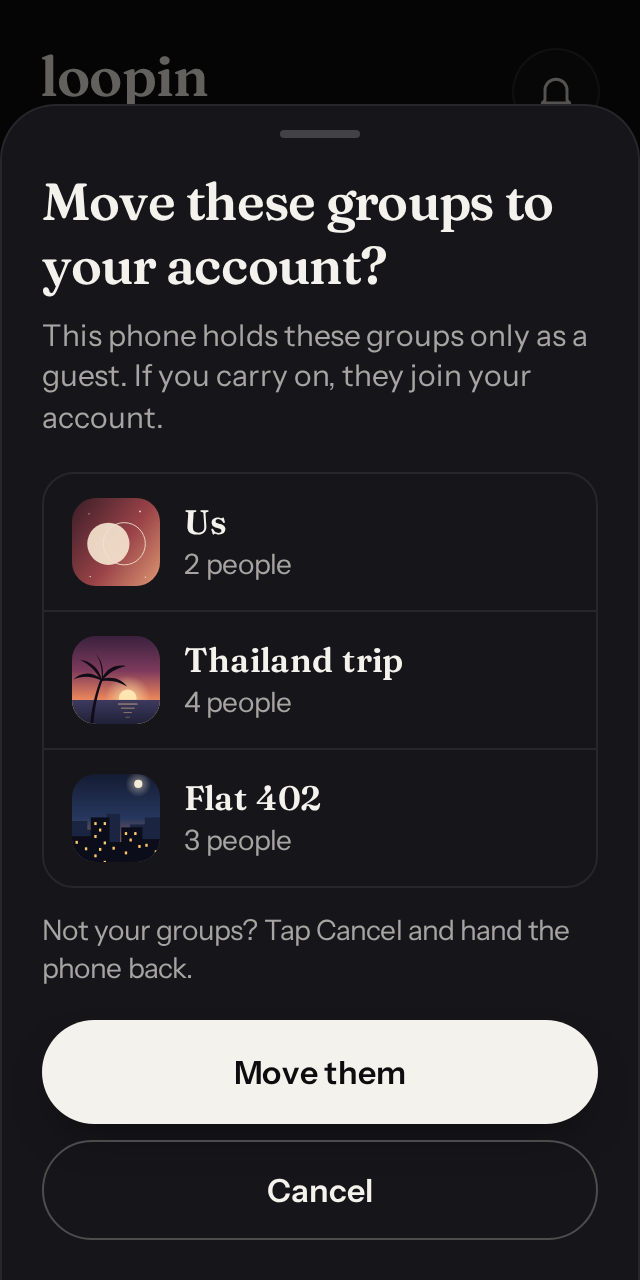 loopin
Move these groups to
your account?
This phone holds these groups only as a
guest. If you carry on, they join your
account.
Us
2 people
Thailand trip
4 people
Flat 402
3 people
Not your groups? Tap Cancel and hand the
phone back.
Move them
Cancel